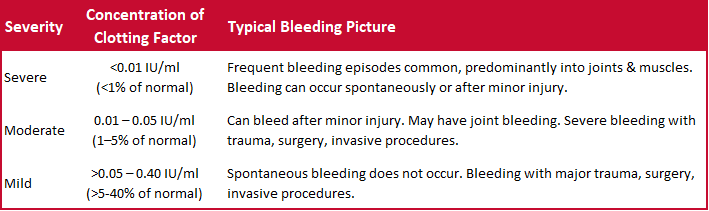 Severity
Concentration of
Clotting Factor
Typical Bleeding Picture
Severe
<0.01 IU/ml
(<1% of normal)
Frequent bleeding episodes common, predominantly into joints & muscles.
Bleeding can occur spontaneously or after minor injury.
Moderate
0.01 – 0.05 IU/ml
(1–5% of normal)
Can bleed after minor injury. May have joint bleeding. Severe bleeding with
trauma, surgery, invasive procedures.
Mild
>0.05 – 0.40 IU/ml
(>5-40% of normal)
Spontaneous bleeding does not occur. Bleeding with major trauma, surgery,
invasive procedures.